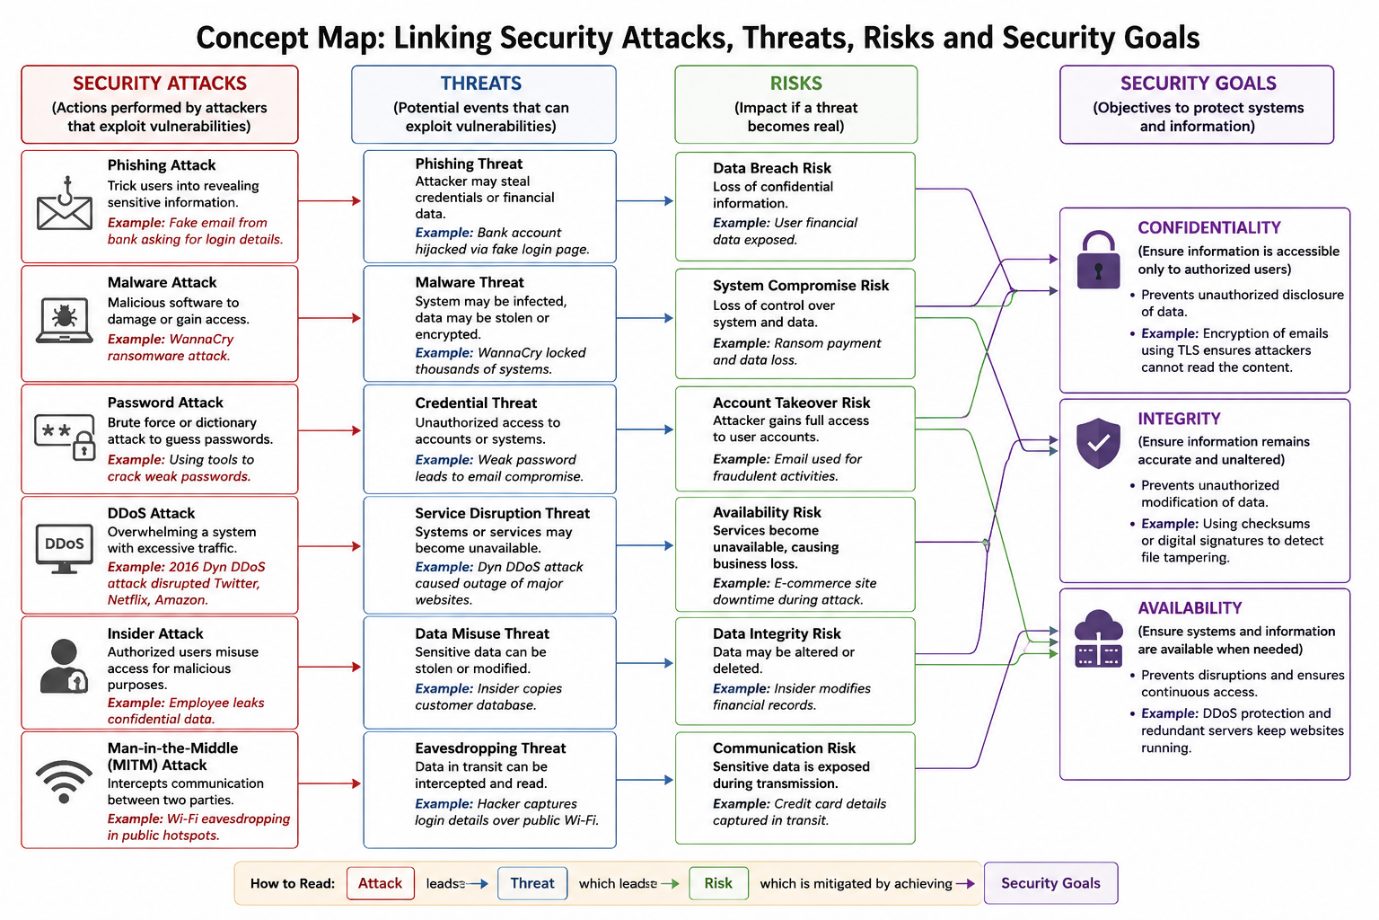 Concept Map: Linking Security Attacks, Threats, Risks and Security Goals
SECURITY ATTACKS
(Actions performed by attackers
that exploit vulnerabilities)
Phishing Attack
Trick users into revealing
sensitive information.
Example: Fake email from
bank asking for login details.
Malware Attack
Malicious software to
damage or gain access.
Example: WannaCry
ransomware attack.
Password Attack
Brute force or dictionary
attack to guess passwords.
Example: Using tools to
crack weak passwords.
**
DDoS Attack
Overwhelming a system
with excessive traffic.
Example: 2016 Dyn DDoS
attack disrupted Twitter,
Netflix, Amazon.
DDoS
Insider Attack
Authorized users misuse
access for malicious
purposes.
Example: Employee leaks
confidential data.
Man-in-the-Middle
(MITM) Attack
Intercepts communication
between two parties.
Example: Wi-Fi eavesdropping
in public hotspots.
THREATS
(Potential events that can
exploit vulnerabilities)
Phishing Threat
Attacker may steal
credentials or financial
data.
Example: Bank account
hijacked via fake login page.
Malware Threat
System may be infected,
data may be stolen or
encrypted.
Example: WannaCry locked
thousands of systems.
Credential Threat
Unauthorized access to
accounts or systems.
Example: Weak password
leads to email compromise.
Service Disruption Threat
Systems or services may
become unavailable.
Example: Dyn DDoS attack
caused outage of major
websites.
Data Misuse Threat
Sensitive data can be
stolen or modified.
Example: Insider copies
customer database.
Eavesdropping Threat
Data in transit can be
intercepted and read.
Example: Hacker captures
login details over public Wi-Fi.
RISKS
(Impact if a threat
becomes real)
Data Breach Risk
Loss of confidential
information.
Example: User financial
data exposed.
System Compromise Risk
Loss of control over
system and data.
Example: Ransom payment
and data loss.
Account Takeover Risk
Attacker gains full access
to user accounts.
Example: Email used for
fraudulent activities.
Availability Risk
Services become
unavailable, causing
business loss.
Example: E-commerce site
downtime during attack.
Data Integrity Risk
Data may be altered or
deleted.
Example: Insider modifies
financial records.
Communication Risk
Sensitive data is exposed
during transmission.
Example: Credit card details
captured in transit.
SECURITY GOALS
(Objectives to protect systems
and information)
CONFIDENTIALITY
(Ensure information is accessible
only to authorized users)
• Prevents unauthorized disclosure
of data.
• Example: Encryption of emails
using TLS ensures attackers
cannot read the content.
INTEGRITY
(Ensure information remains
accurate and unaltered)
• Prevents unauthorized
modification of data.
• Example: Using checksums
or digital signatures to detect
file tampering.
AVAILABILITY
(Ensure systems and information
are available when needed)
• Prevents disruptions and ensures
continuous access.
• Example: DDoS protection and
redundant servers keep websites
running.
How to Read: Attack leads Threat which leads Risk which is mitigated by achieving Security Goals